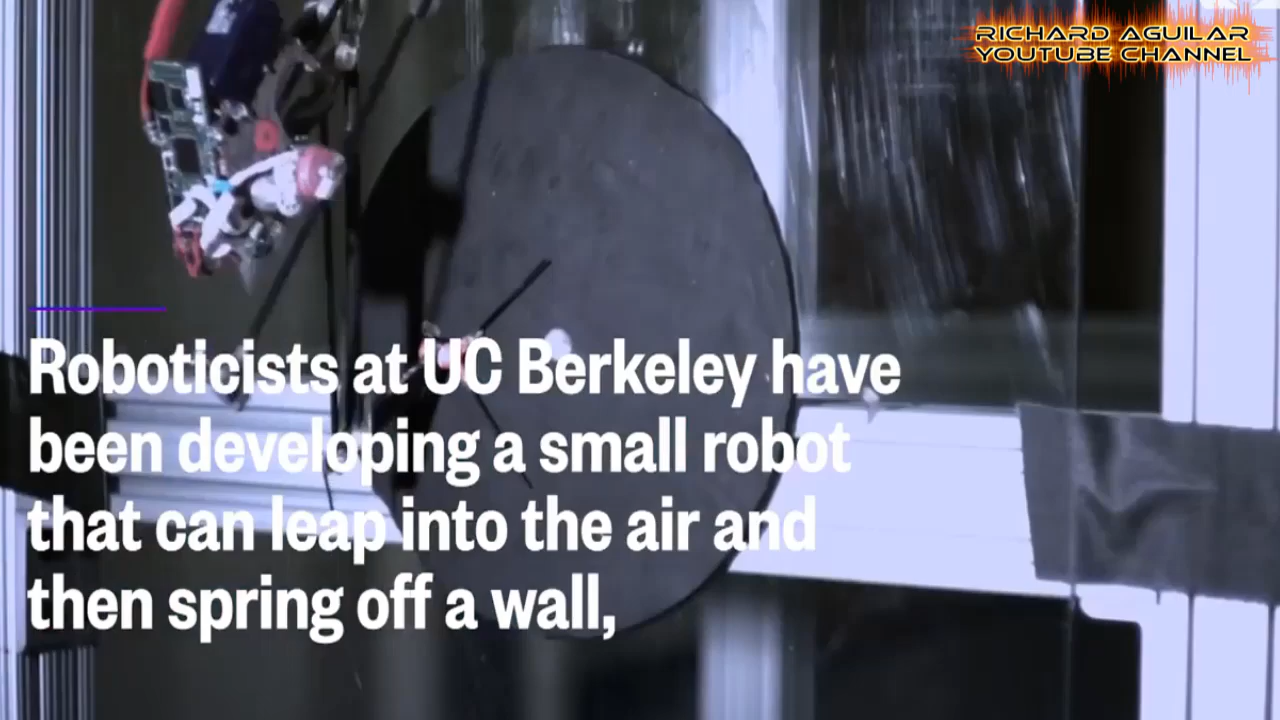 RICHARD AGUILAR
YOUTUBE CHANNEL
Roboticists at UC Berkeley have
been developing a small robot
that can leap into the air and
then spring off a wall,